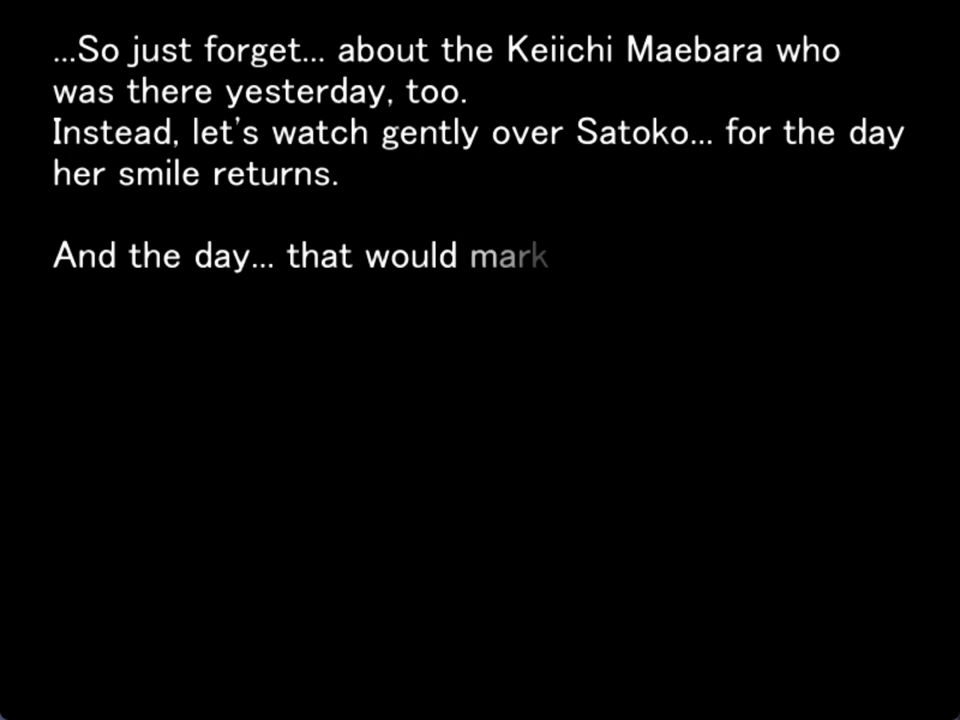 ...So just forget... about the Keiichi Maebara who
was there yesterday, too.
Instead, let's watch gently over Satoko... for the day
her smile returns.
And the day... that would mark